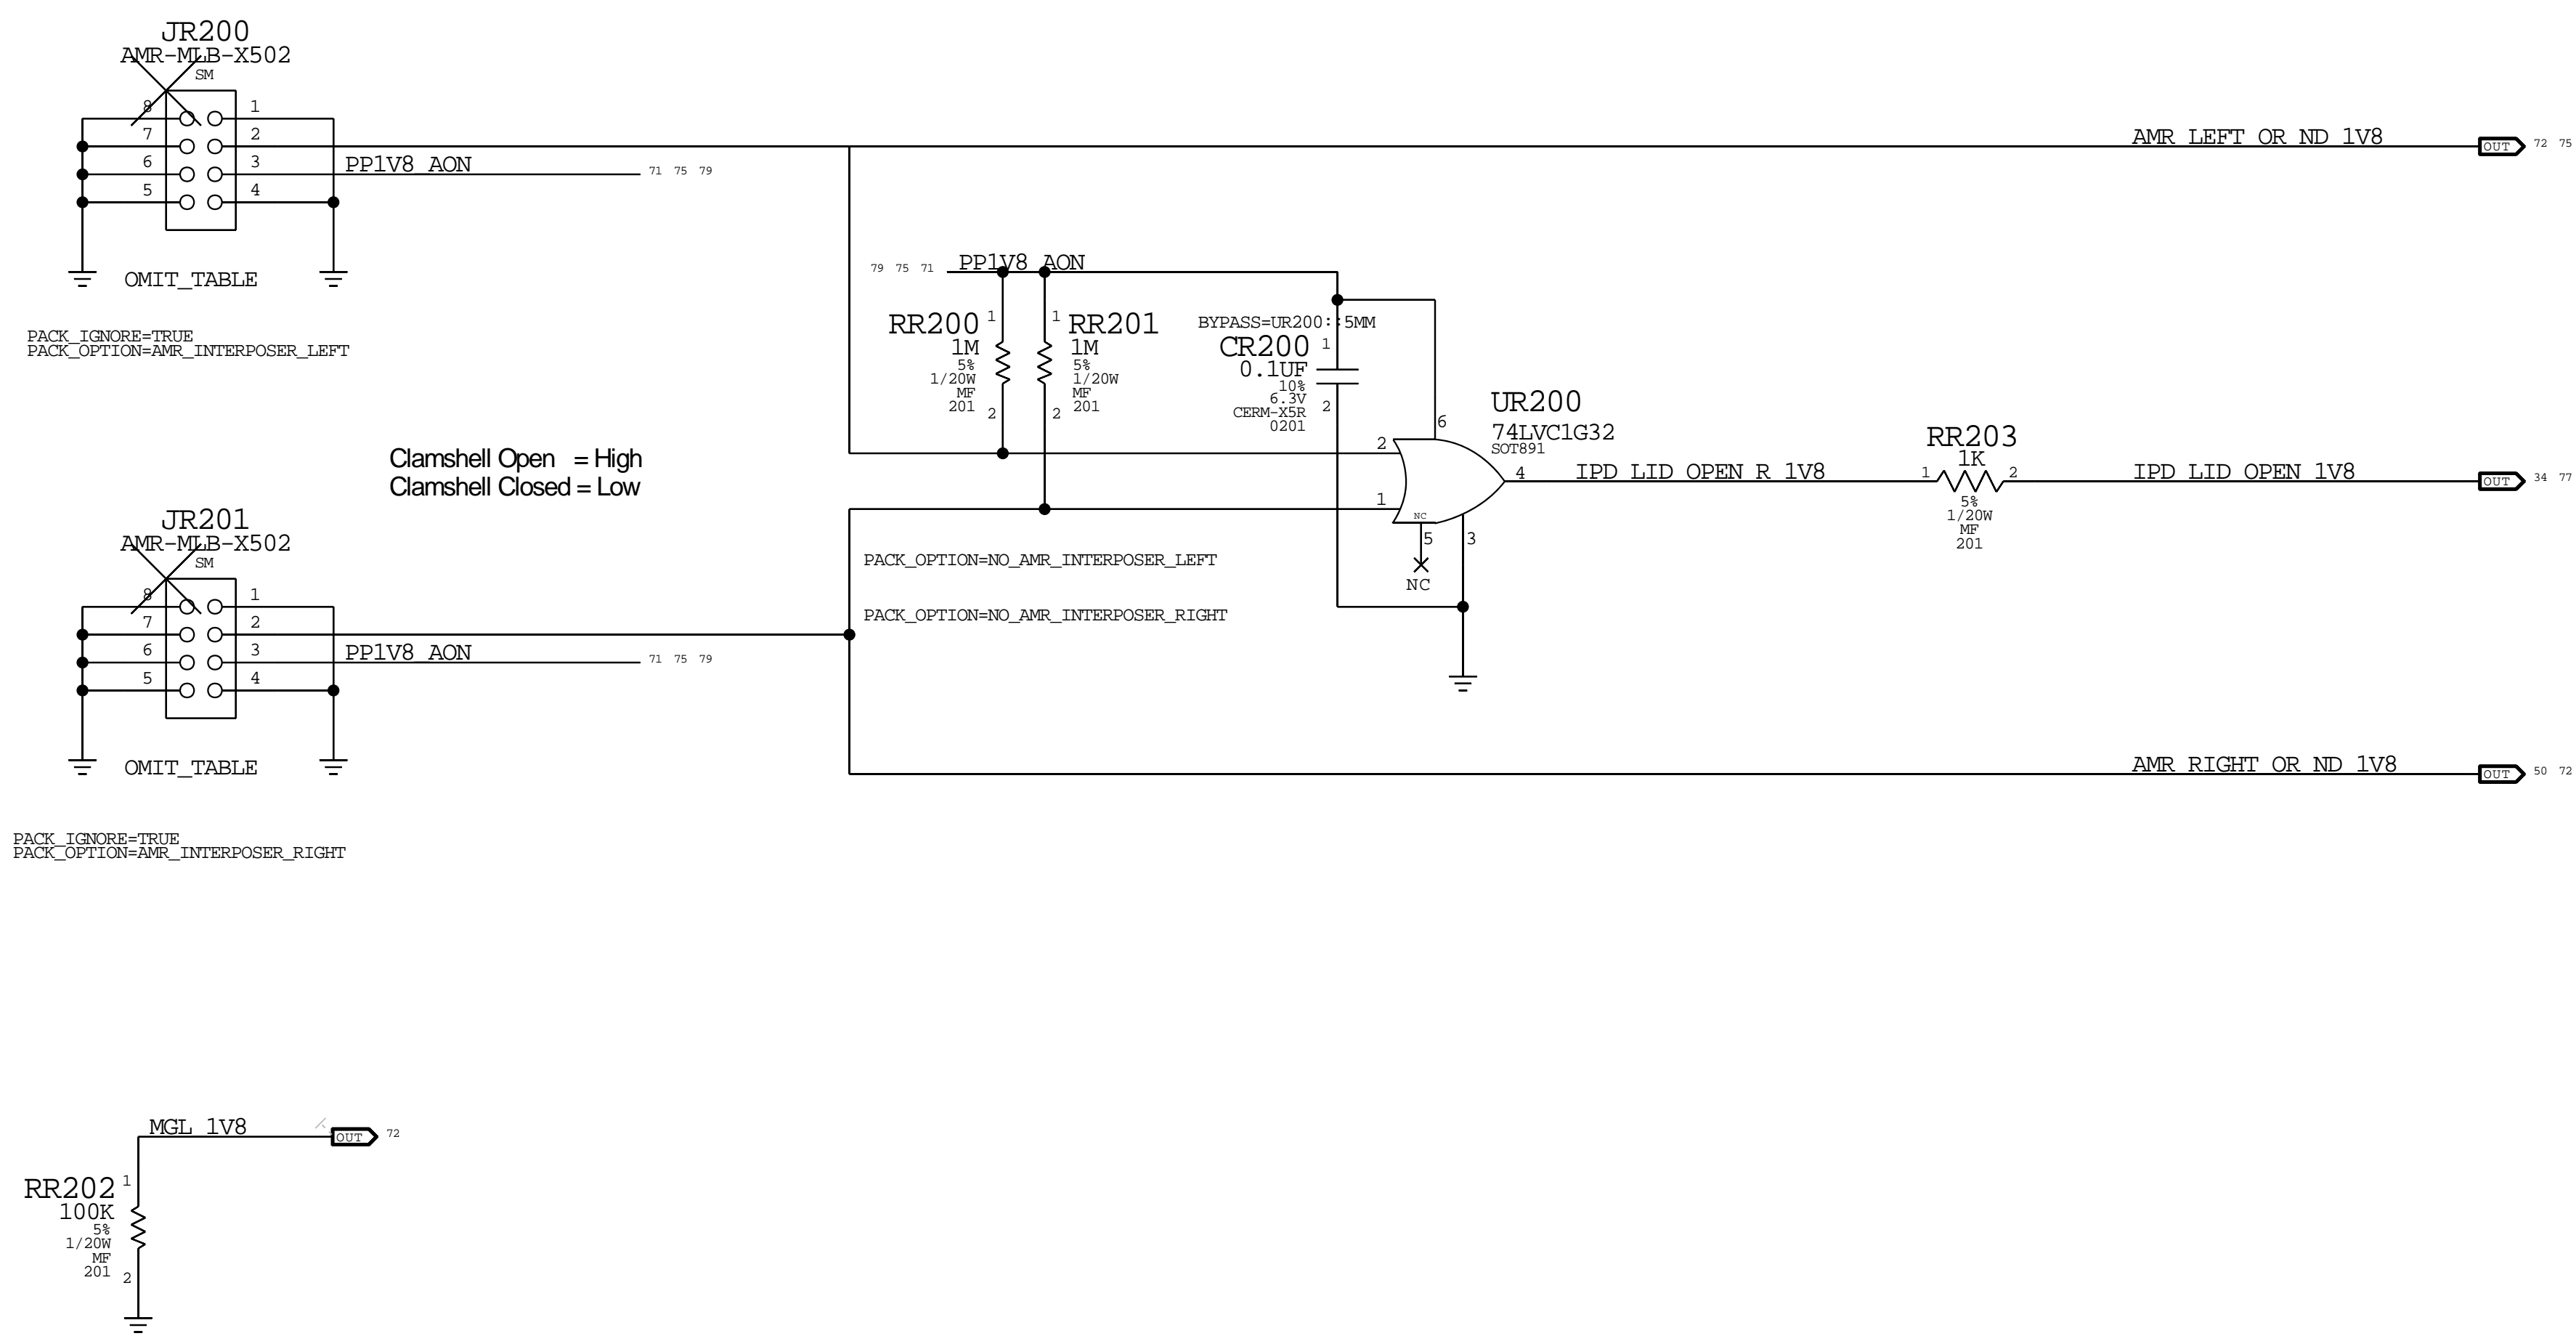 JR200
AMR-MLB-X502
SM
8
1
7
2
6
3
PP1V8_AON
71 75 79
5
4
OMIT_TABLE
PACK_IGNORE=TRUE
PACK_OPTION=AMR_INTERPOSER_LEFT
AMR_LEFT_OR_ND_1V8
OUT
72 75
79 75 71
PP1V8_AON
RR200
1M
5%
1/20W
MF
201
1
2
RR201
1M
5%
1/20W
MF
201
1
2
BYPASS=UR200::5MM
CR200
0.1UF
10%
6.3V
CERM-X5R
0201
1
2
UR200
74LVC1G32
SOT891
6
2
1
4
NC
5
3
NC
IPD_LID_OPEN_R_1V8
RR203
1K
1
2
5%
1/20W
MF
201
IPD_LID_OPEN_1V8
OUT
34 77
Clamshell Open = High
Clamshell Closed = Low
JR201
AMR-MLB-X502
SM
8
1
7
2
6
3
PP1V8_AON
71 75 79
5
4
OMIT_TABLE
PACK_OPTION=NO_AMR_INTERPOSER_LEFT
PACK_OPTION=NO_AMR_INTERPOSER_RIGHT
AMR_RIGHT_OR_ND_1V8
OUT
50 72
PACK_IGNORE=TRUE
PACK_OPTION=AMR_INTERPOSER_RIGHT
MGL_1V8
OUT
72
RR202
100K
5%
1/20W
MF
201
1
2